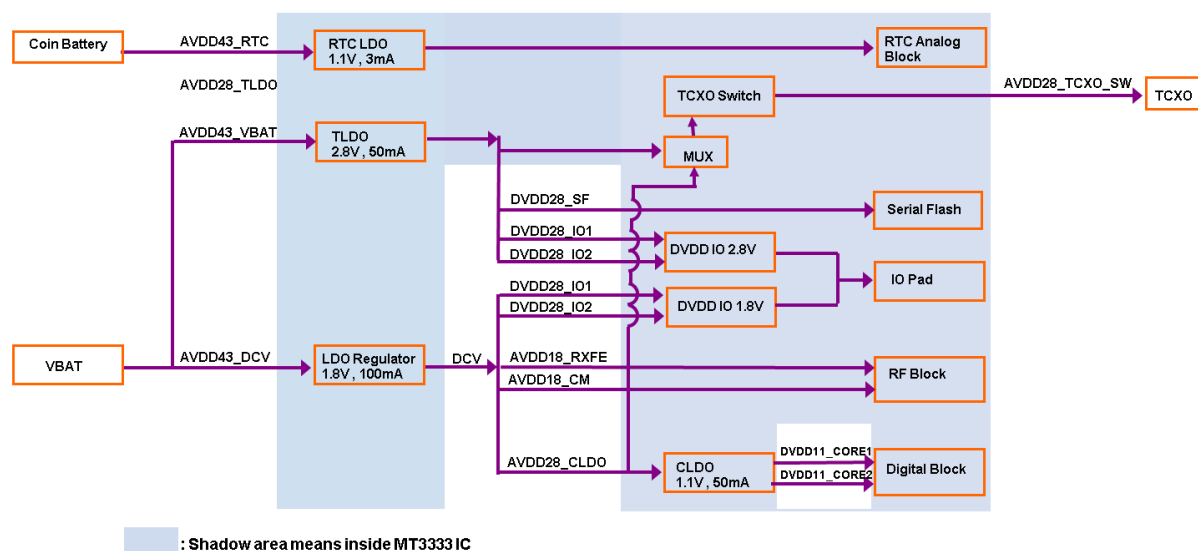 Coin Battery
AVDD43_RTC
RTC LDO
1.1V, 3mA
RTC Analog
Block
AVDD28_TLDO
TCXO Switch
AVDD28_TCXO_SW
TCXO
AVDD43_VBAT
TLDO
2.8V, 50mA
MUX
DVDD28_SF
Serial Flash
DVDD28_IO1
DVDD28_IO2
DVDD IO 2.8V
IO Pad
DVDD28_IO1
DVDD28_IO2
DVDD IO 1.8V
VBAT
AVDD43_DCV
LDO Regulator
1.8V, 100mA
DCV
AVDD18_RXFE
AVDD18_CM
RF Block
AVDD28_CLDO
CLDO
1.1V, 50mA
DVDD11_CORE1
DVDD11_CORE2
Digital Block
: Shadow area means inside MT3333 IC